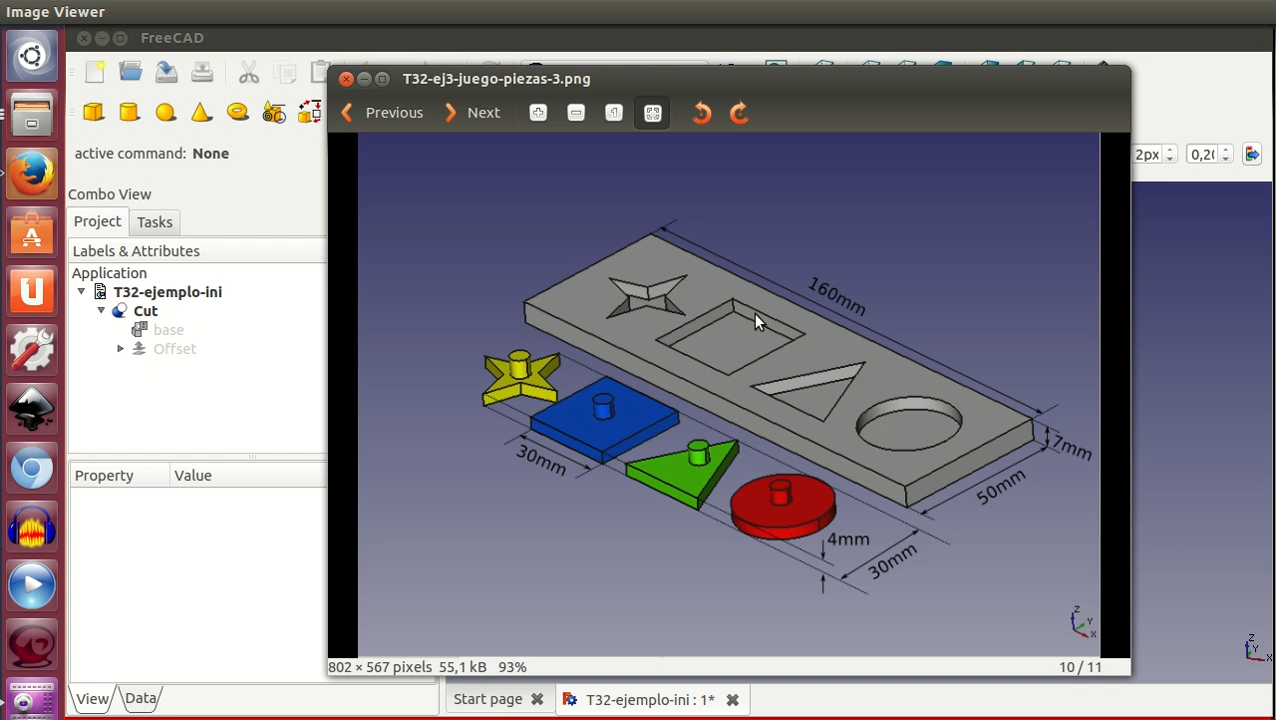 Image Viewer
FreeCAD
T32-ej3-juego-piezas-3.png
Previous
Next
active command: None
2px
Combo View
Project
Tasks
Labels & Attributes
Application
T32-ejemplo-ini
Cut
base
Offset
160mm
7mm
50mm
30mm
4mm
30mm
Z
Y
X
Z
Y
X
Property
Value
802 × 567 pixels 55,1 kB 93%
10 / 11
View
Data
Start page
T32-ejemplo-ini : 1*